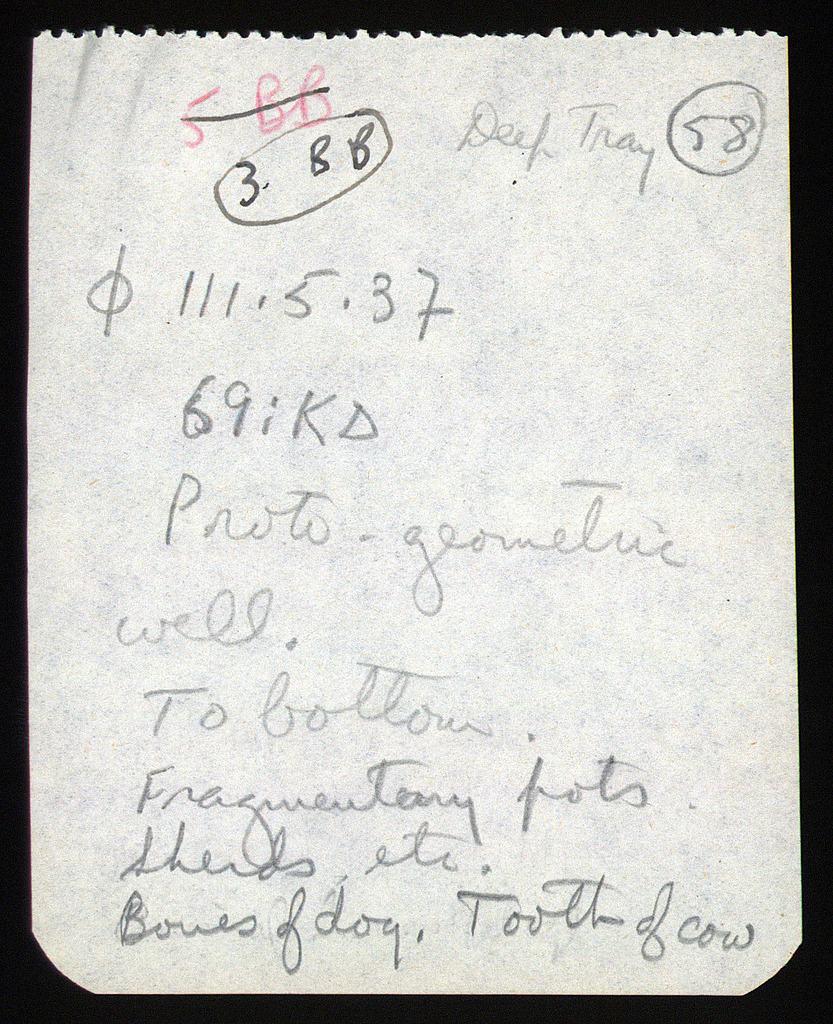 5 BB
3. BB
Deep Tray 58
φ 111.5.37
69:KΔ
Proto-geometric
well.
To bottom.
Fragmentary pots.
Sherds, etc.
Bones of dog. Tooth of cow